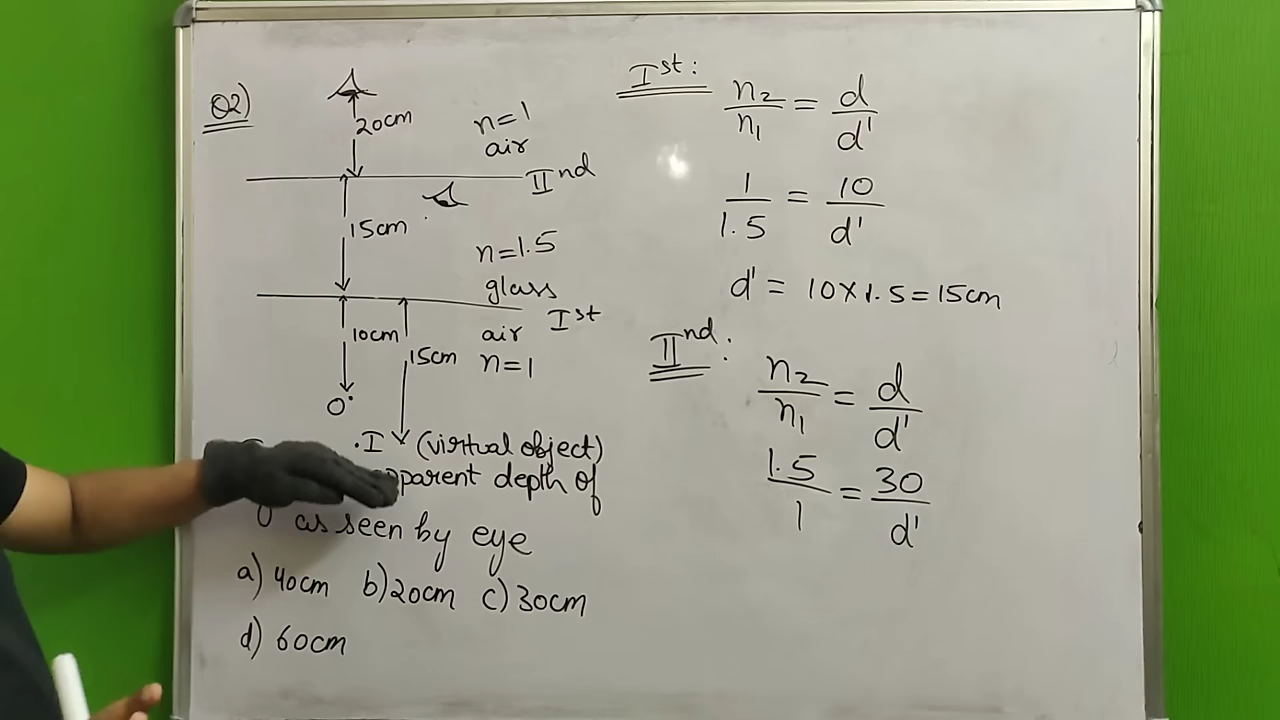 Q2)
20cm
n=1
air
IInd
15cm
n=1.5
glass
Ist
10cm
air
15cm
n=1
O
.I (virtual object)
apparent depth of
O as seen by eye
a) 40cm b) 20cm c) 30cm
d) 60cm
Ist:
n2/n1 = d/d'
1/1.5 = 10/d'
d' = 10×1.5=15cm
IInd:
n2/n1 = d/d'
1.5/1 = 30/d'